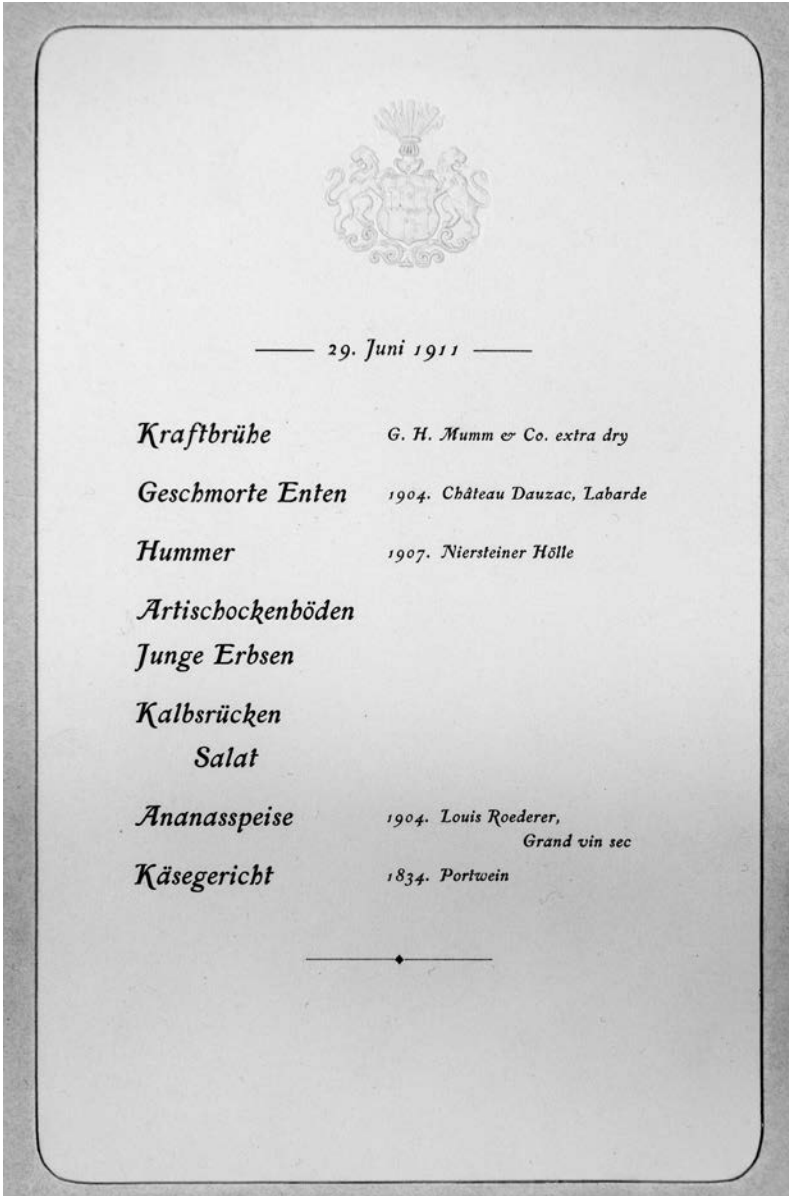 29. Juni 1911
Kraftbrühe G. H. Mumm & Co. extra dry
Geschmorte Enten 1904. Château Dauzac, Labarde
Hummer 1907. Niersteiner Hölle
Artischockenböden
Junge Erbsen
Kalbsrücken
Salat
Ananasspeise 1904. Louis Roederer,
Grand vin sec
Käsegericht 1834. Portwein